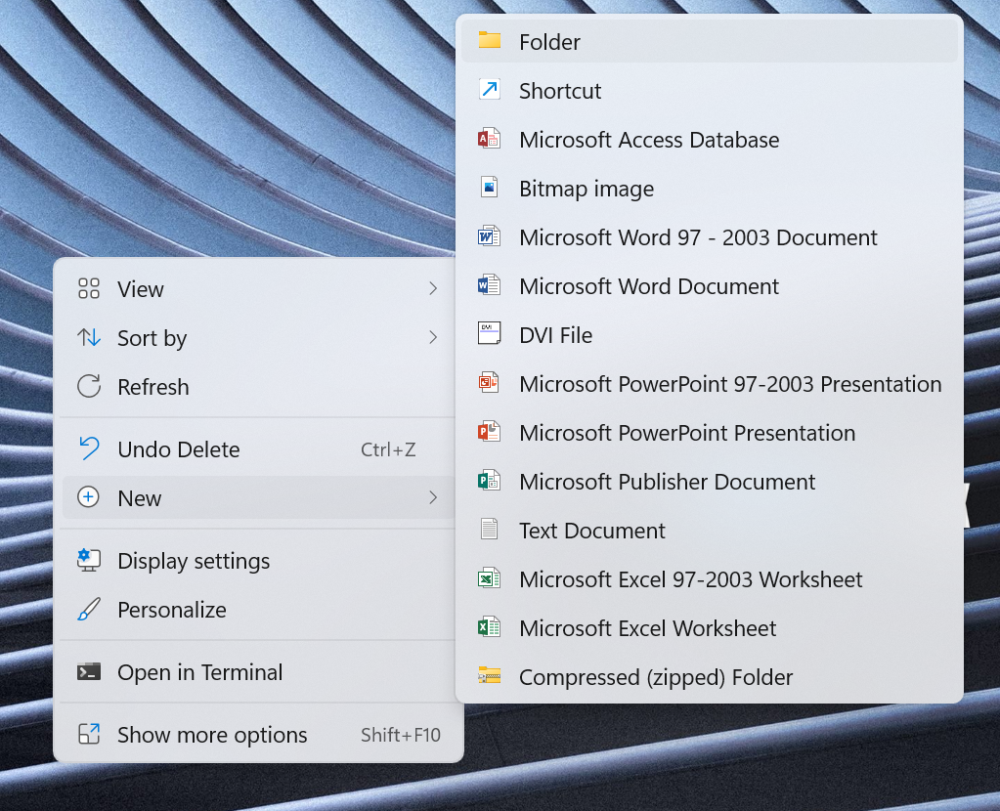 View
Sort by
Refresh
Undo Delete Ctrl+Z
New
Display settings
Personalize
Open in Terminal
Show more options Shift+F10
Folder
Shortcut
Microsoft Access Database
Bitmap image
Microsoft Word 97 - 2003 Document
Microsoft Word Document
DVI
DVI File
Microsoft PowerPoint 97-2003 Presentation
Microsoft PowerPoint Presentation
Microsoft Publisher Document
Text Document
Microsoft Excel 97-2003 Worksheet
Microsoft Excel Worksheet
Compressed (zipped) Folder